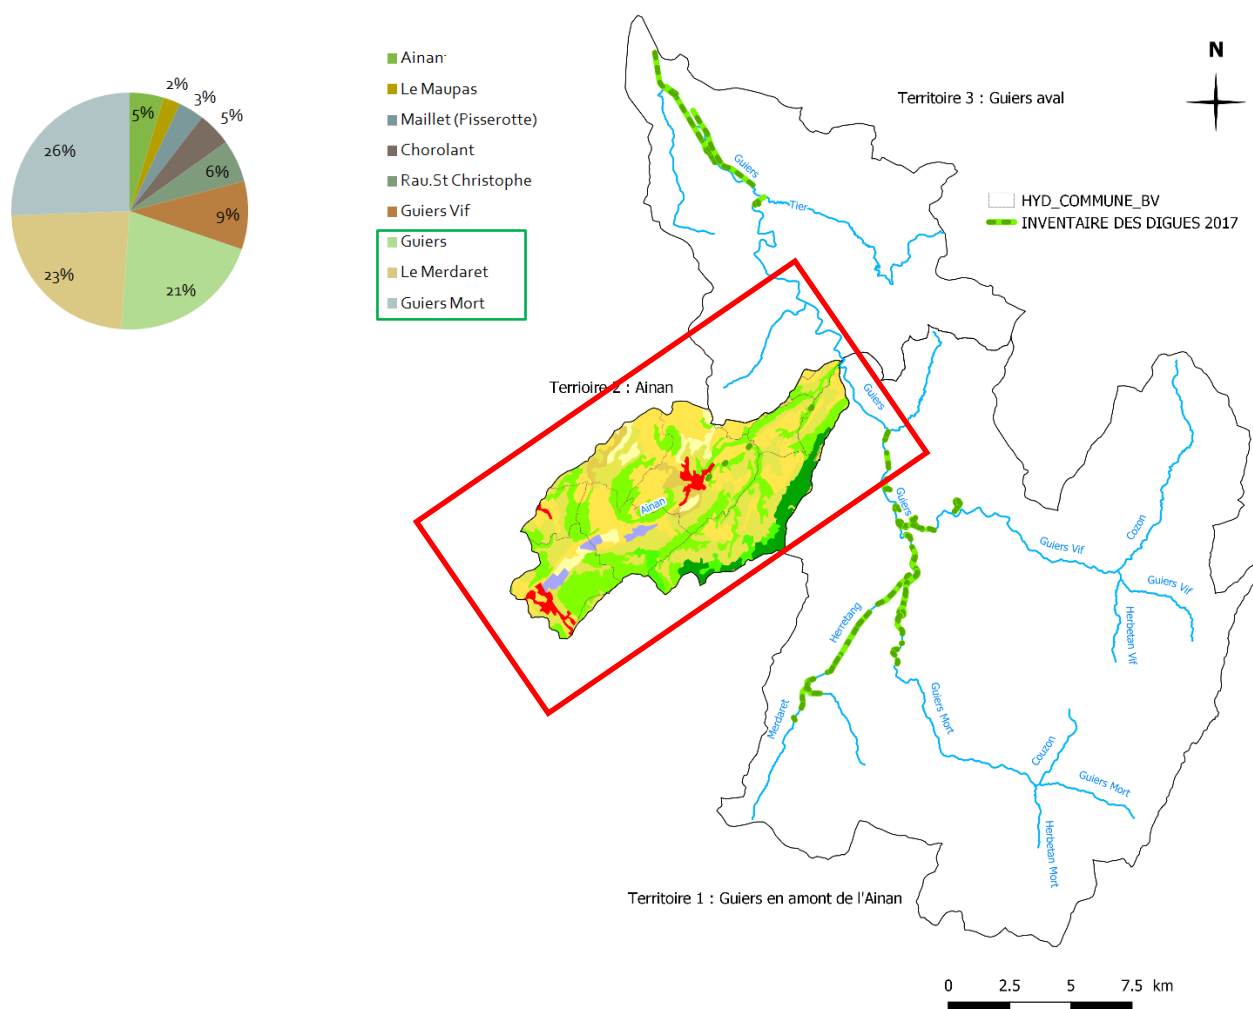 5%
2%
3%
5%
6%
9%
21%
23%
26%
Ainan
Le Maupas
Maillet (Pisserotte)
Chorolant
Rau.St Christophe
Guiers Vif
Guiers
Le Merdaret
Guiers Mort
N
Territoire 3 : Guiers aval
HYD_COMMUNE_BV
INVENTAIRE DES DIGUES 2017
Guiers
Tier
Terrioire 2 : Ainan
Guiers
Ainan
Guiers
Guiers Vif
Cozon
Guiers Vif
Herbetan Vif
Herretang
Merdaret
Guiers Mort
Couzon
Guiers Mort
Herbetan Mort
Territoire 1 : Guiers en amont de l'Ainan
0 2.5 5 7.5 km